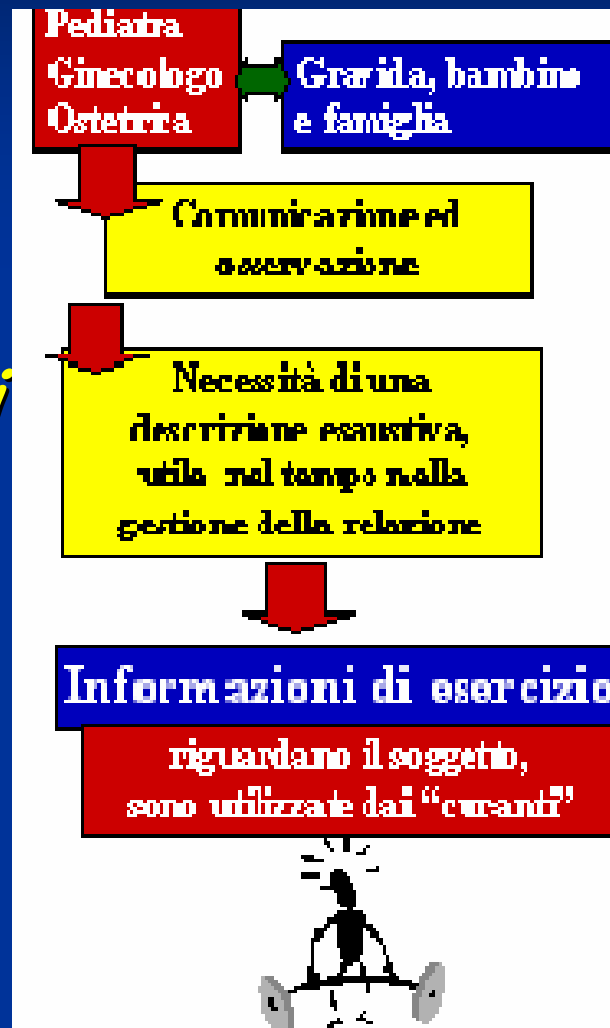 Pediatra
Ginecologo
Ostetrica
Gravida, bambino
e famiglia
Comunicazione ed
osservazione
i
Necessità di una
descrizione esaustiva,
utile nel tempo nella
gestione della relazione
Informazioni di esercizio
riguardano il soggetto,
sono utilizzate dai “curanti”